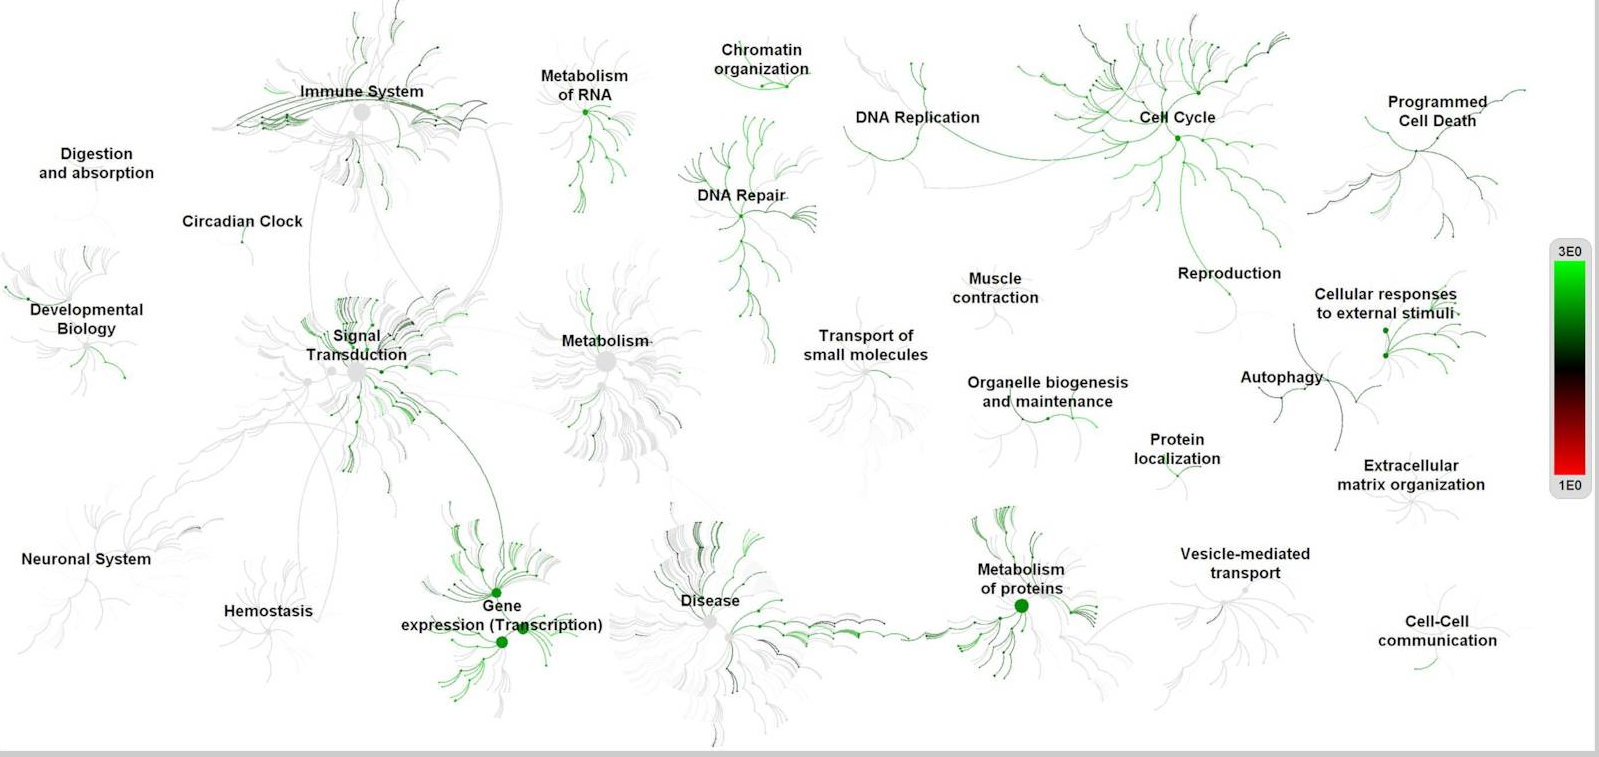 Immune System
Metabolism
of RNA
Chromatin
organization
DNA Replication
Cell Cycle
Programmed
Cell Death
Digestion
and absorption
DNA Repair
Circadian Clock
3E0
Developmental
Biology
Signal
Transduction
Metabolism
Transport of
small molecules
Muscle
contraction
Reproduction
Cellular responses
to external stimuli
Organelle biogenesis
and maintenance
Autophagy
Protein
localization
Extracellular
matrix organization
1E0
Neuronal System
Hemostasis
Gene
expression (Transcription)
Disease
Metabolism
of proteins
Vesicle-mediated
transport
Cell-Cell
communication